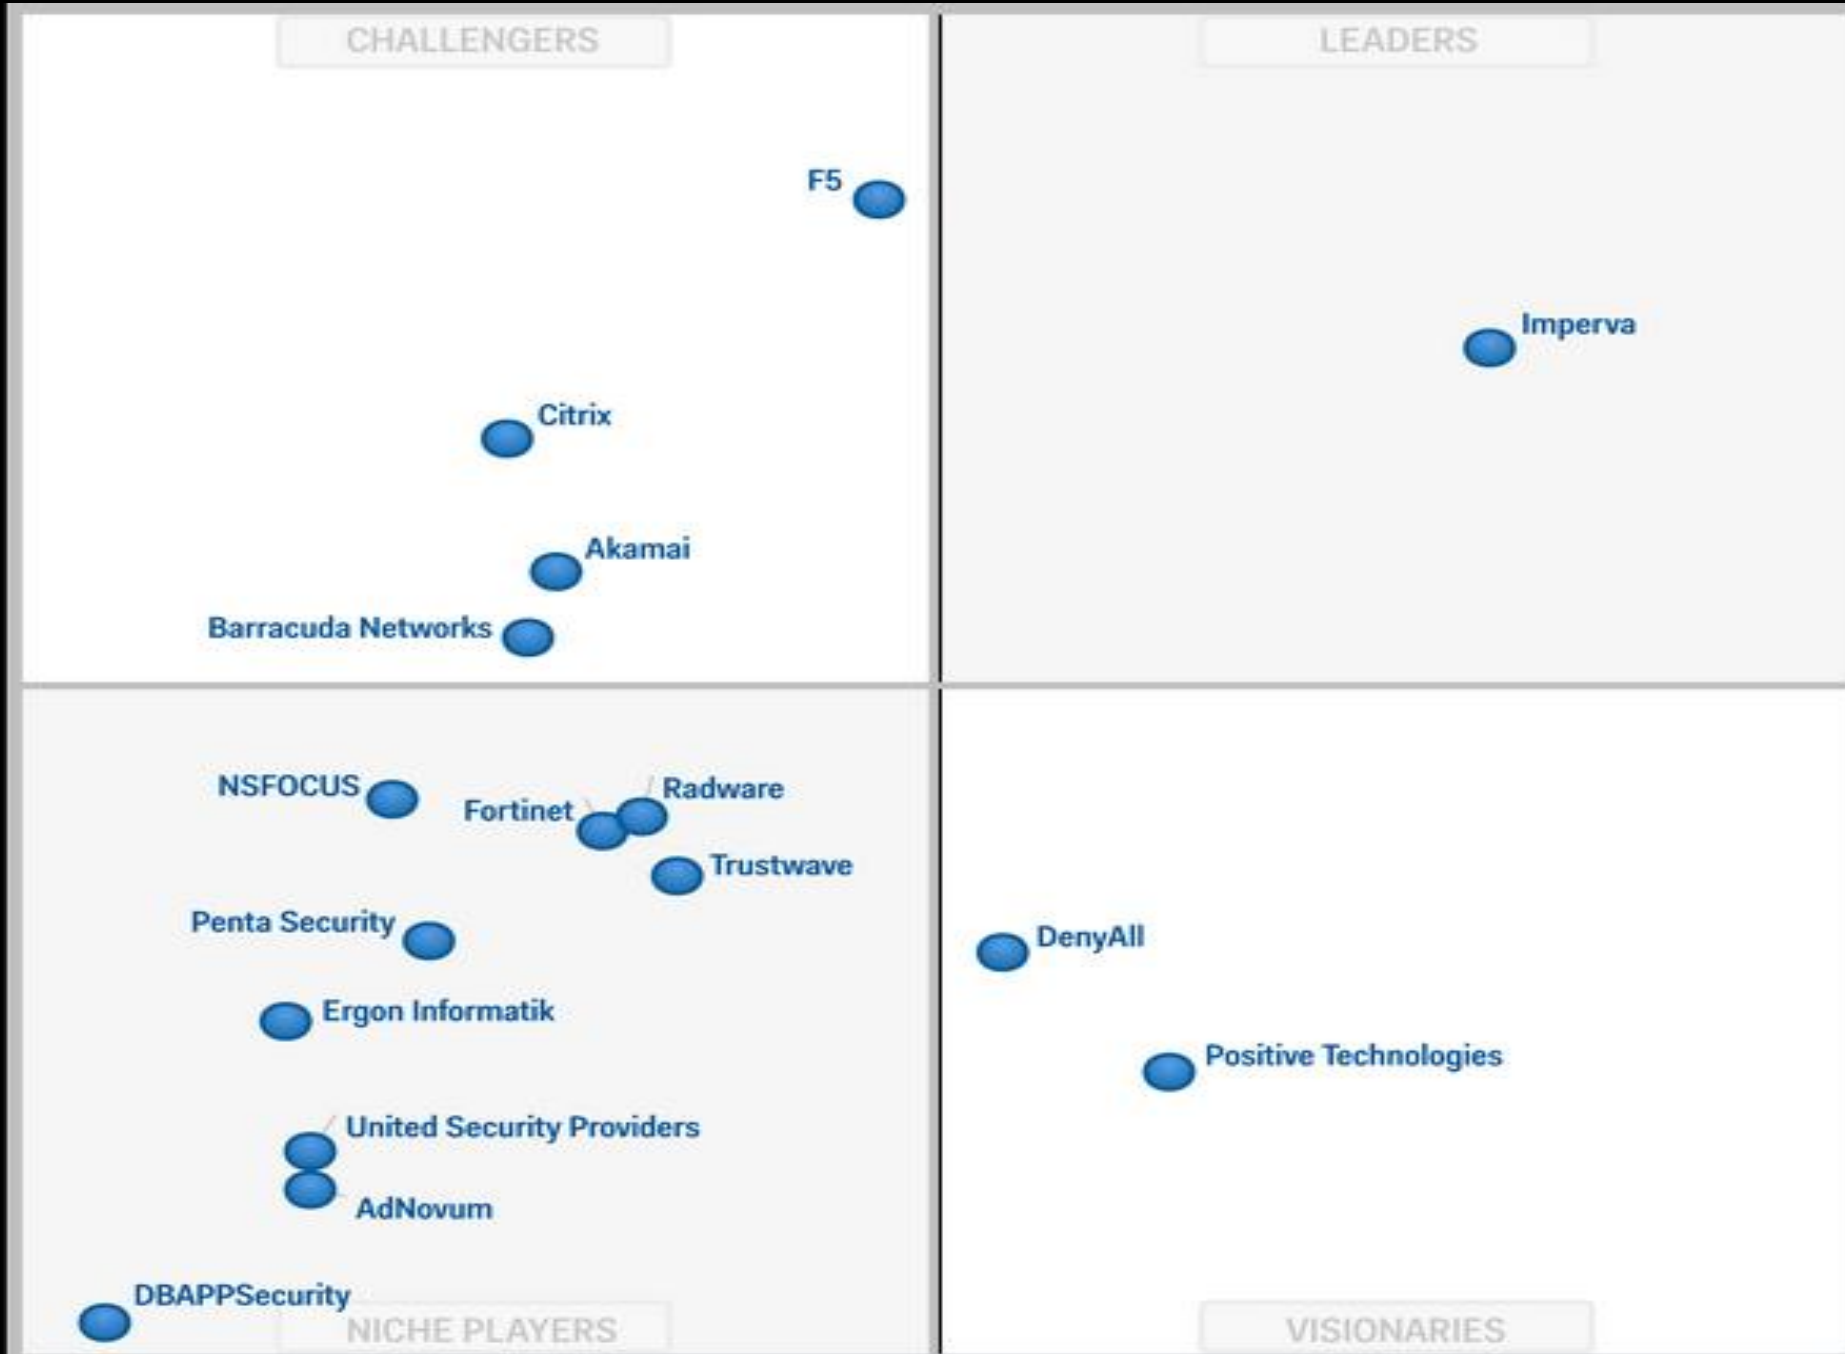 CHALLENGERS
LEADERS
F5
Imperva
Citrix
Akamai
Barracuda Networks
NSFOCUS
Radware
Fortinet
Trustwave
Penta Security
DenyAll
Ergon Informatik
Positive Technologies
United Security Providers
AdNovum
DBAPPSecurity
NICHE PLAYERS
VISIONARIES